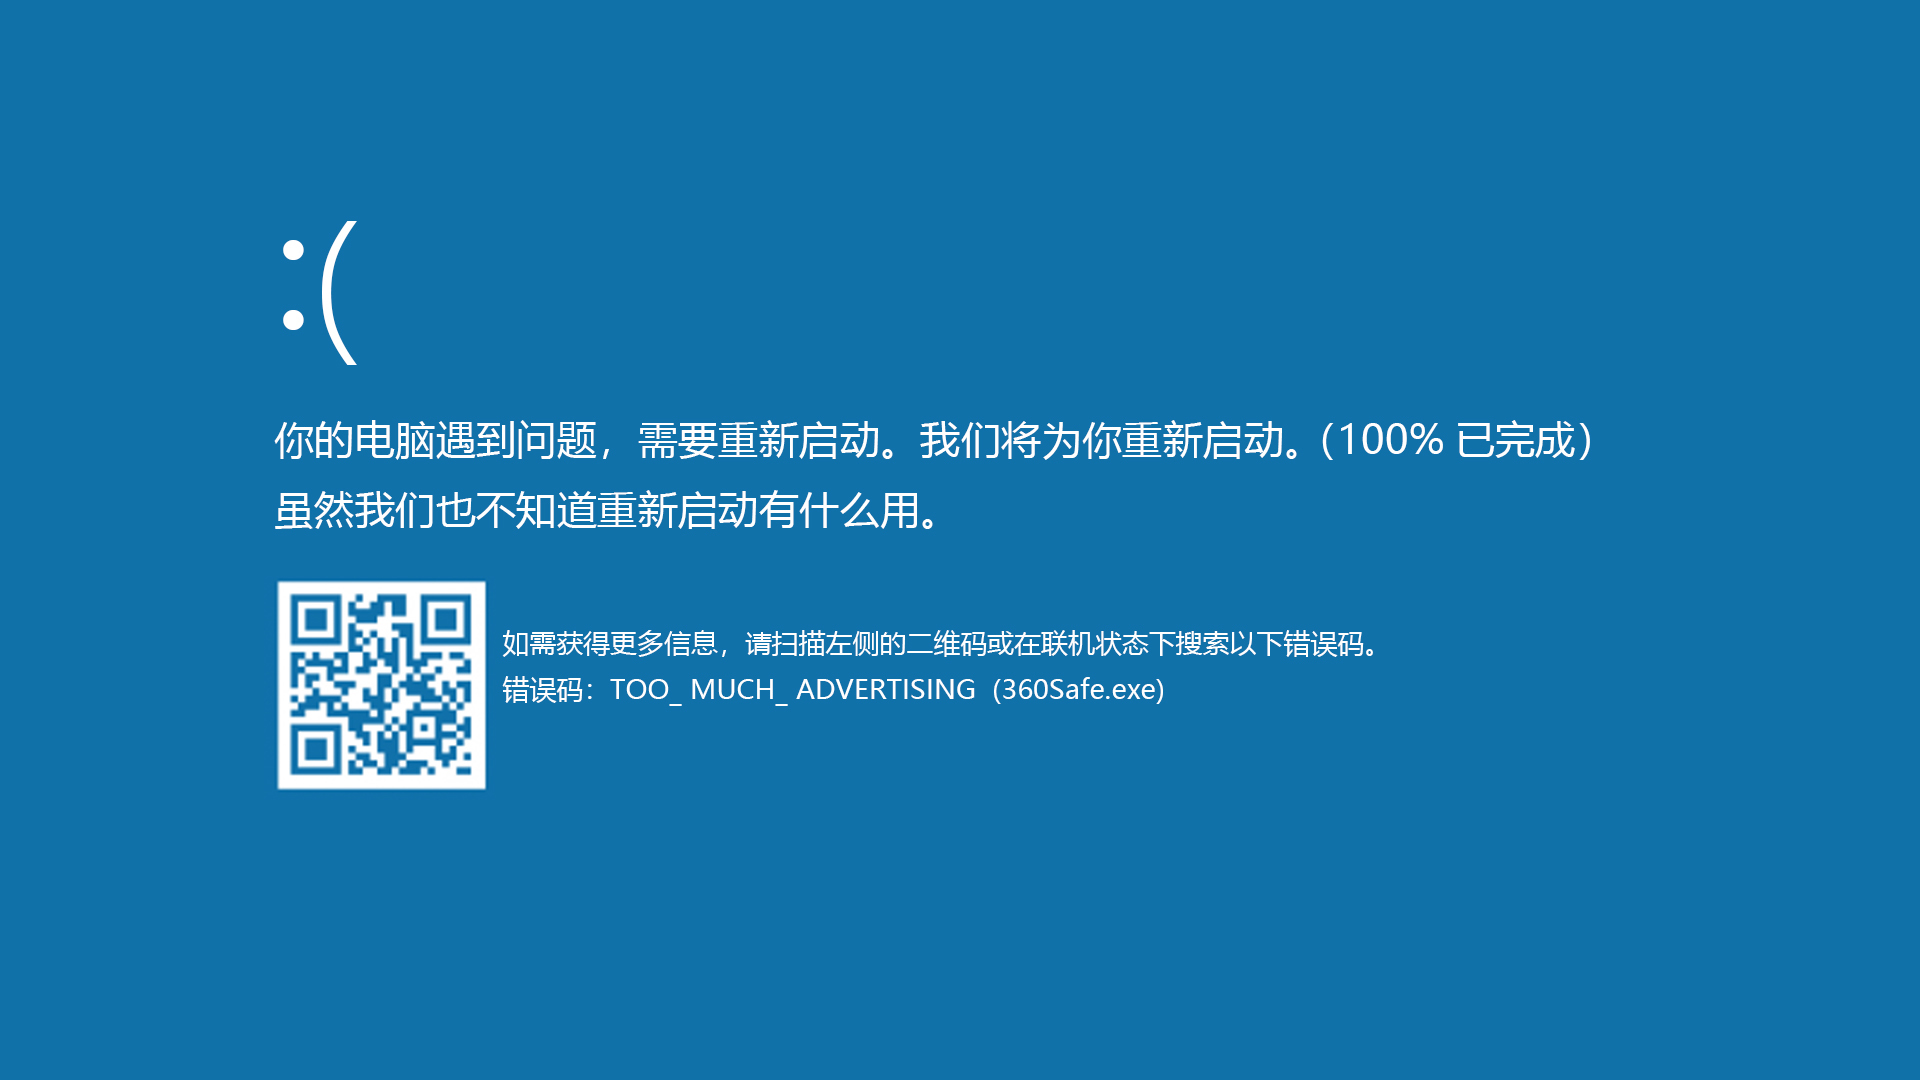 :(
你的电脑遇到问题，需要重新启动。我们将为你重新启动。（100% 已完成）
虽然我们也不知道重新启动有什么用。
如需获得更多信息，请扫描左侧的二维码或在联机状态下搜索以下错误码。
错误码：TOO_ MUCH_ ADVERTISING（360Safe.exe）